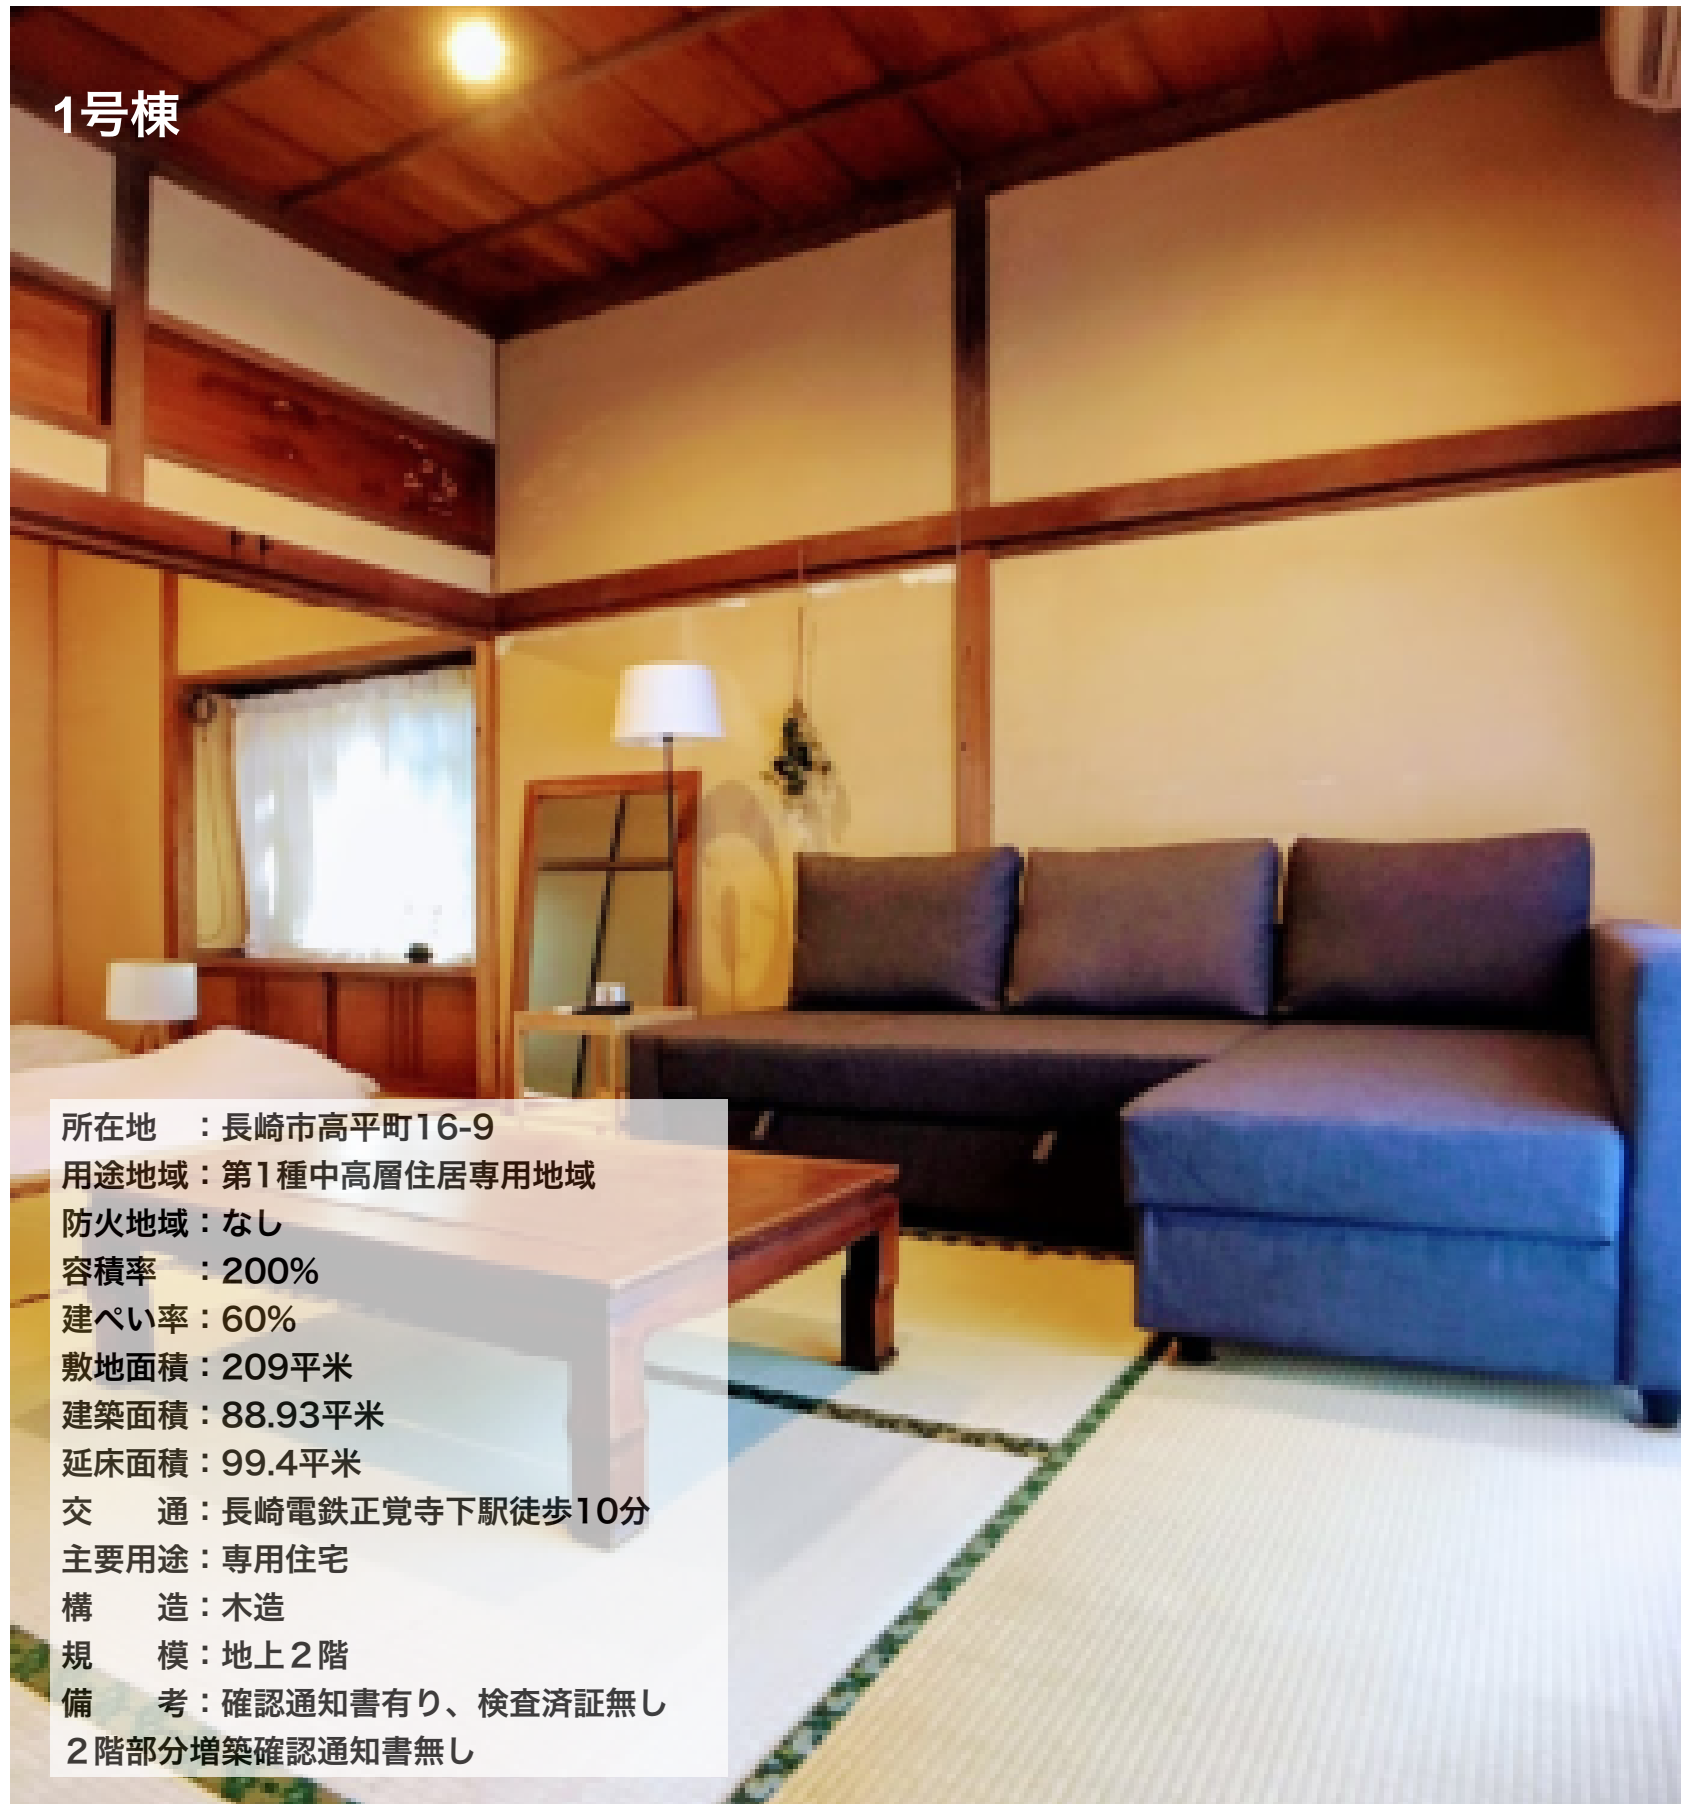 1号棟
所在地　：長崎市高平町16-9
用途地域：第1種中高層住居専用地域
防火地域：なし
容積率　：200%
建ぺい率：60%
敷地面積：209平米
建築面積：88.93平米
延床面積：99.4平米
交　　通：長崎電鉄正覚寺下駅徒歩10分
主要用途：専用住宅
構　　造：木造
規　　模：地上２階
備　　考：確認通知書有り、検査済証無し
２階部分増築確認通知書無し